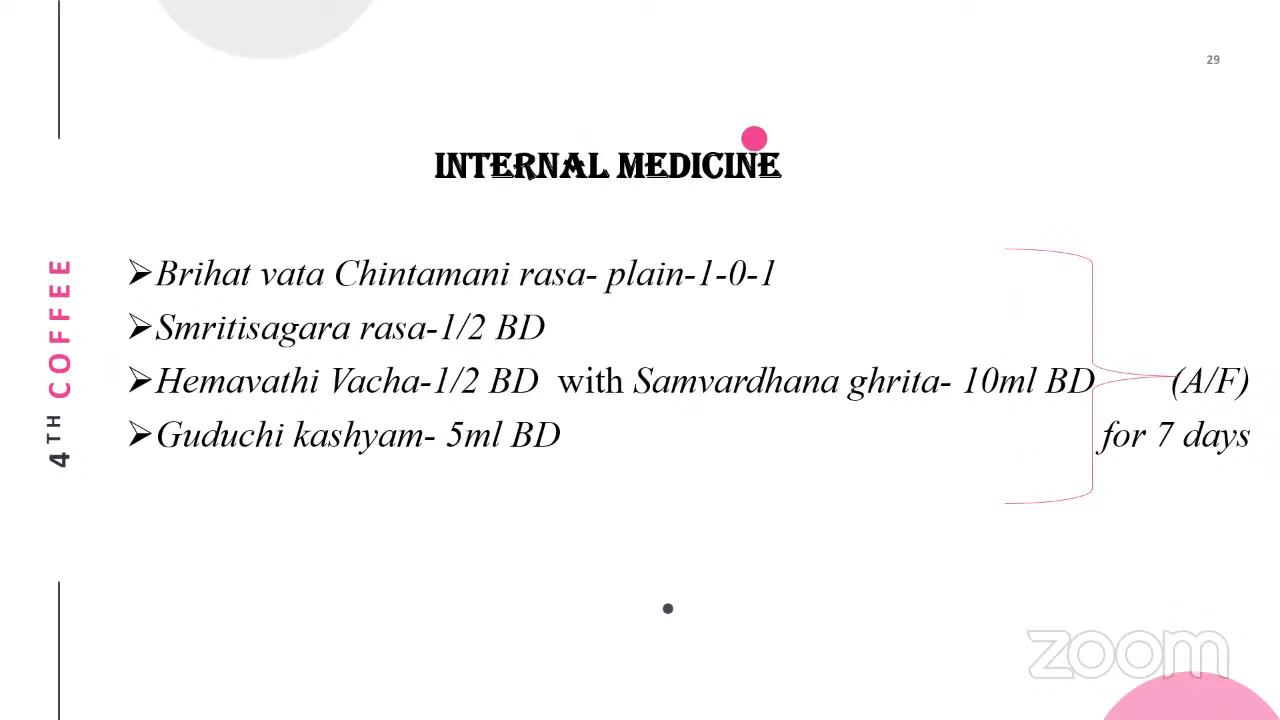 29
INTERNAL MEDICINE
➢Brihat vata Chintamani rasa- plain-1-0-1
➢Smritisagara rasa-1/2 BD
➢Hemavathi Vacha-1/2 BD with Samvardhana ghrita- 10ml BD (A/F)
➢Guduchi kashyam- 5ml BD for 7 days
4TH COFFEE
zoom